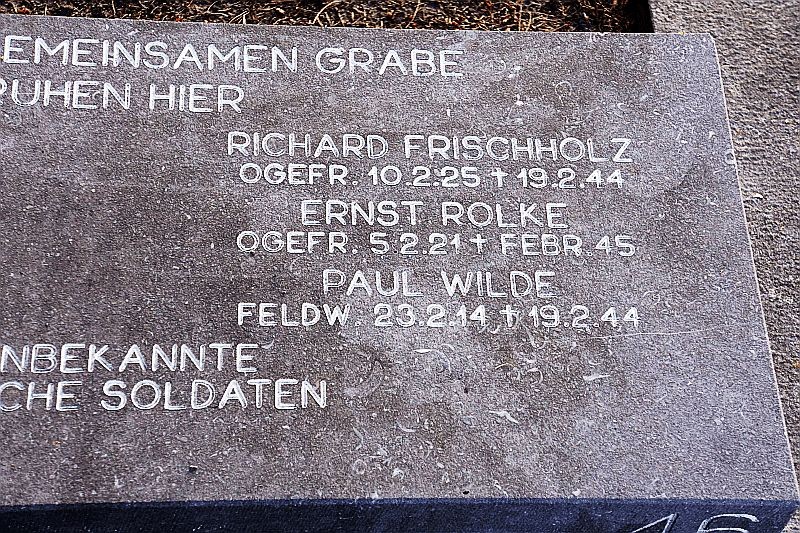 EMEINSAMEN GRABE
RUHEN HIER
RICHARD FRISCHHOLZ
OGEFR. 10.2.25 † 19.2.44
ERNST ROLKE
OGEFR. 5.2.21 † FEBR. 45
PAUL WILDE
FELDW. 23.2.14 † 19.2.44
NBEKANNTE
CHE SOLDATEN
16